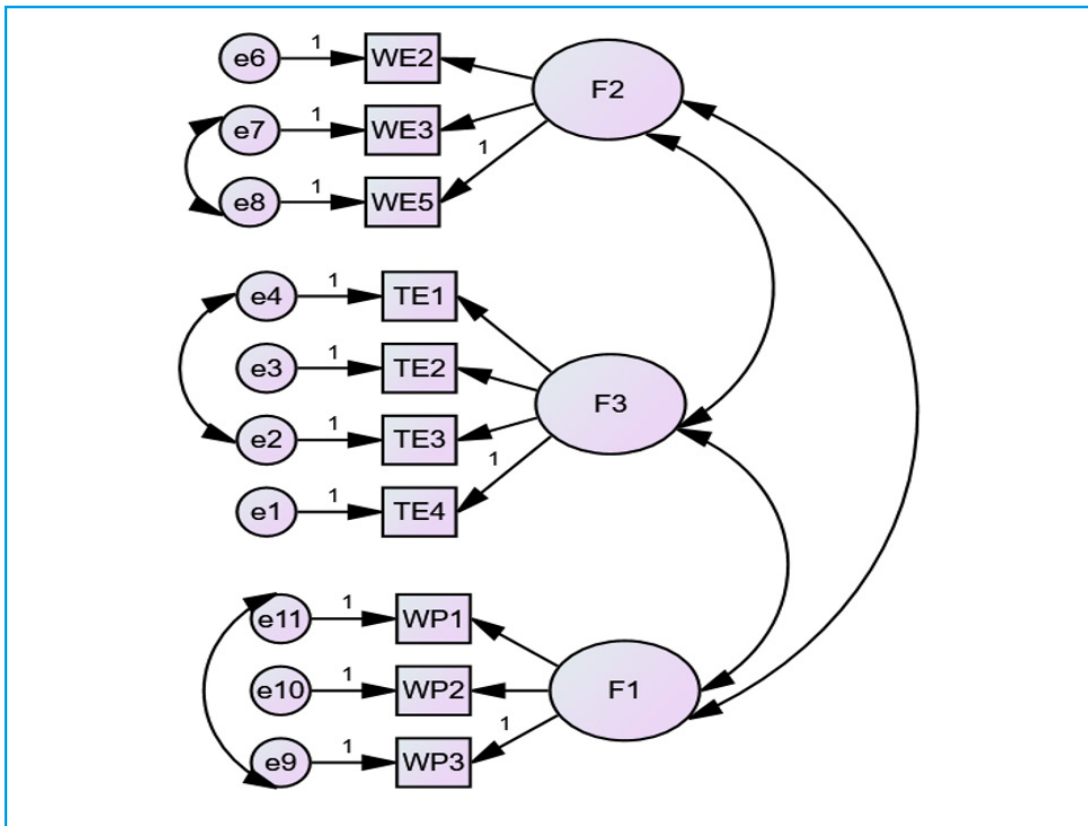 e6 1 WE2 F2
e7 1 WE3
1
e8 1 WE5
e4 1 TE1
e3 1 TE2 F3
e2 1 TE3
1
e1 1 TE4
e11 1 WP1
e10 1 WP2 F1
1
e9 1 WP3